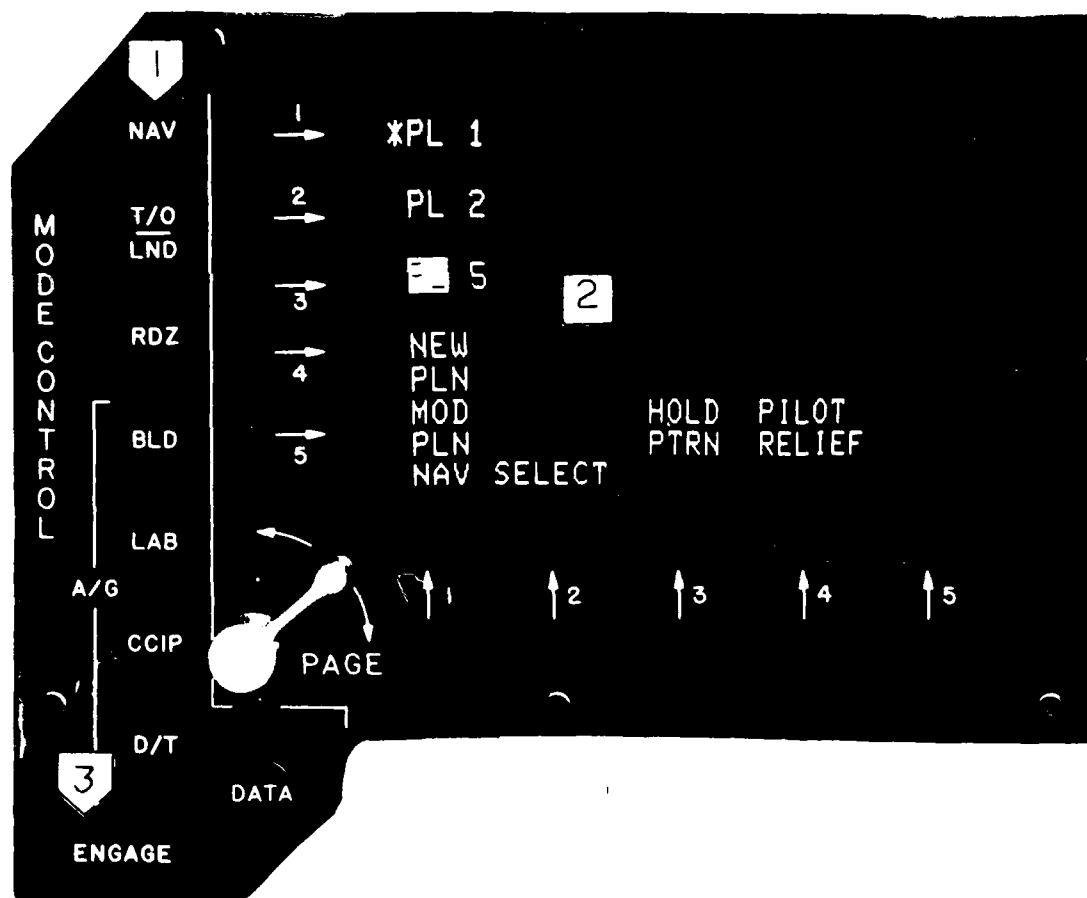 1
NAV
T/O
LND
RDZ
BLD
LAB
A/G
CCIP
D/T
3
DATA
ENGAGE
MODE CONTROL
1
*PL 1
2
PL 2
3
5
2
4
NEW
PLN
5
MOD HOLD PILOT
PLN PTRN RELIEF
NAV SELECT
1 2 3 4 5
PAGE